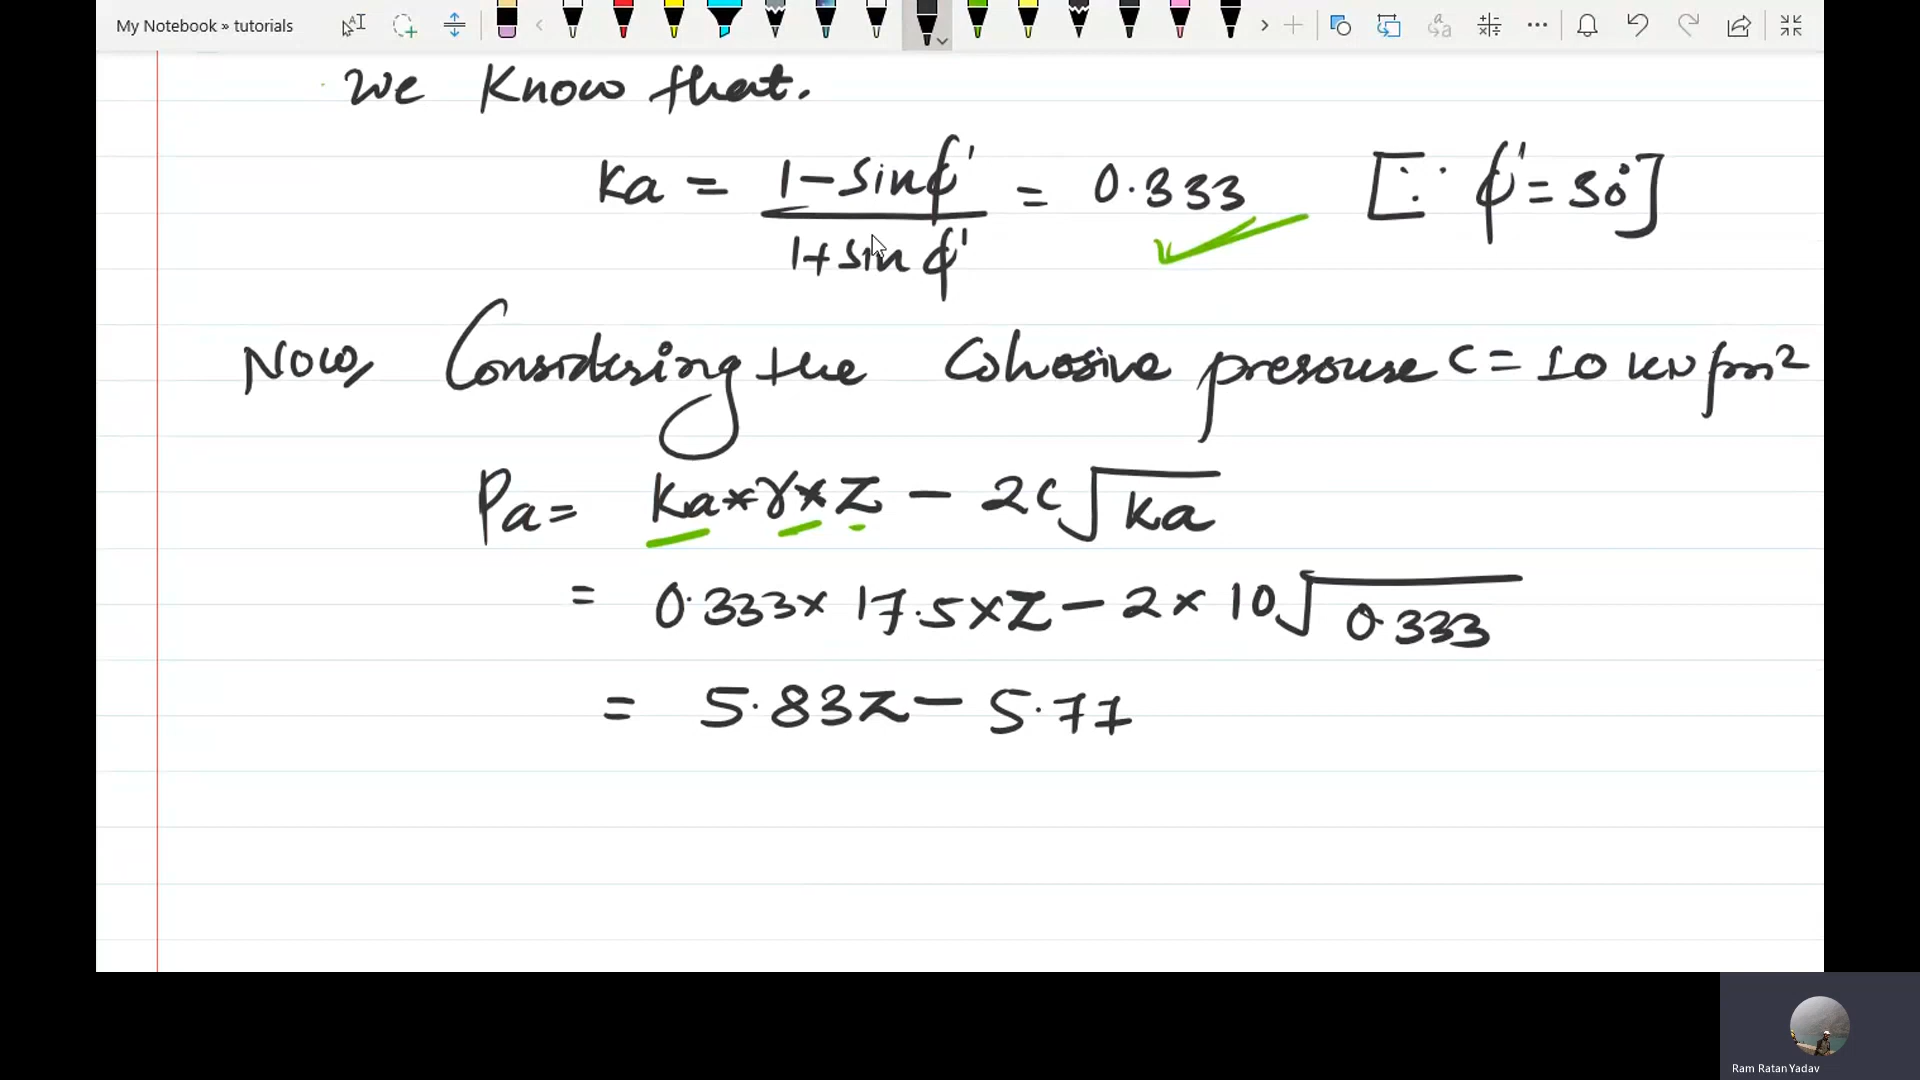 My Notebook » tutorials
we know that.
Ka = 1 - sinφ' / 1 + sinφ' = 0.333 [∵ φ' = 30°]
Now, Considering the Cohosive pressure C = 10 kN/m²
Pa = Ka * γ * z - 2C √Ka
= 0.333 x 17.5 x z - 2 x 10 √0.333
= 5.83z - 5.77
Ram Ratan Yadav